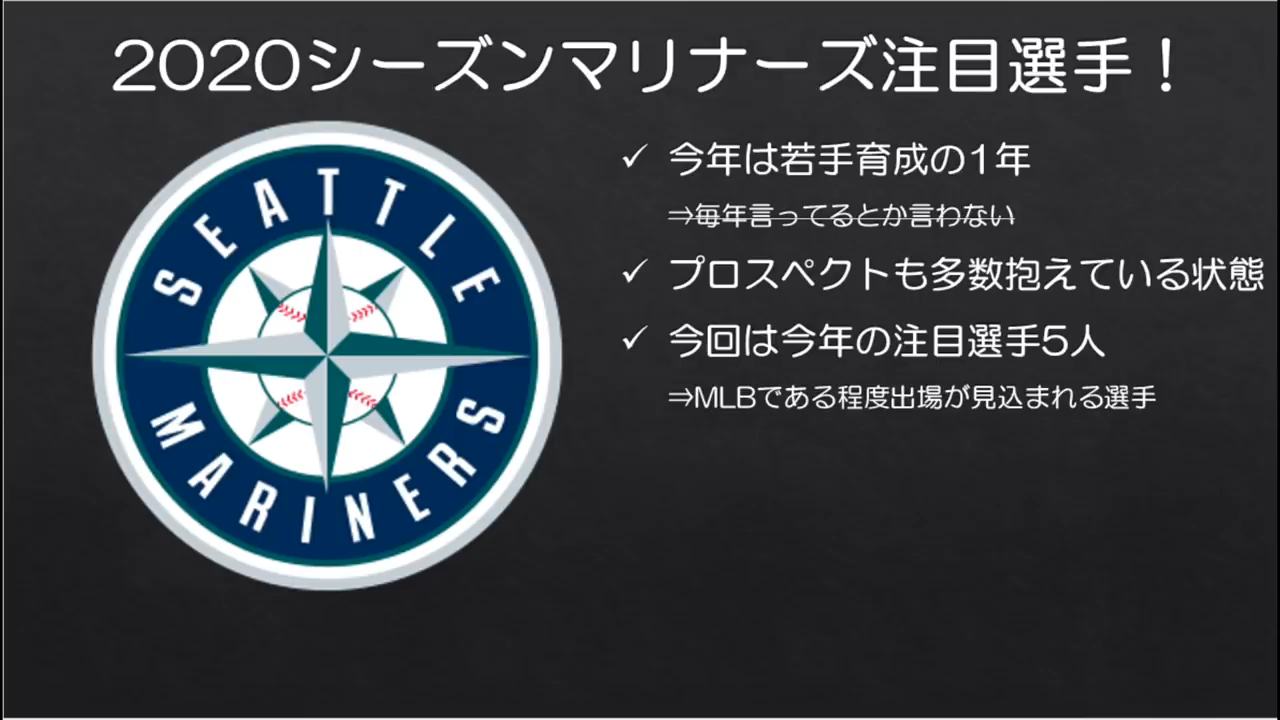 2020シーズンマリナーズ注目選手！
SEATTLE
MARINERS
✓ 今年は若手育成の1年
⇒毎年言ってるとか言わない
✓ プロスペクトも多数抱えている状態
✓ 今回は今年の注目選手5人
⇒MLBである程度出場が見込まれる選手